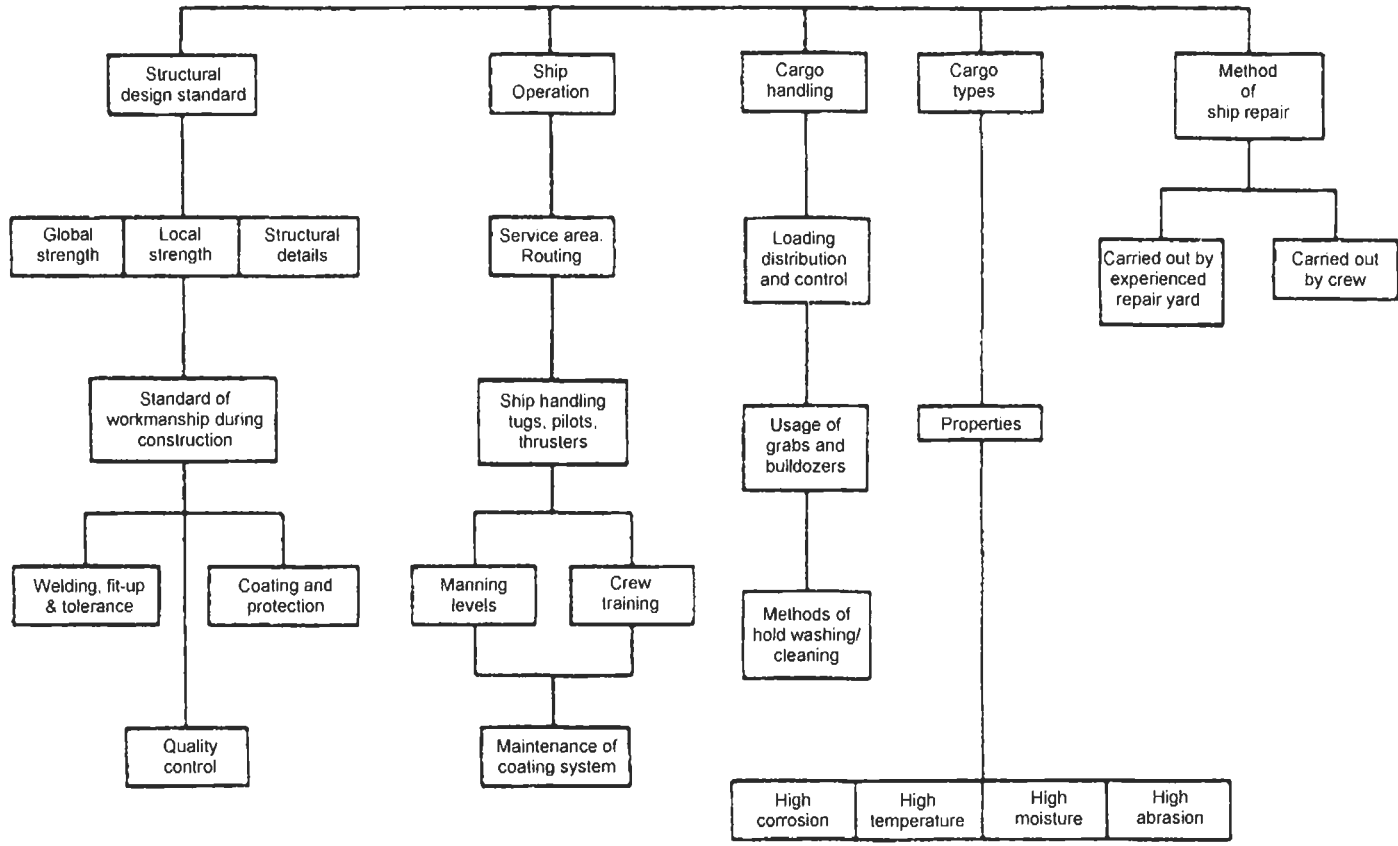 Structural
design standard
Ship
Operation
Cargo
handling
Cargo
types
Method
of
ship repair
Global
strength
Local
strength
Structural
details
Service area.
Routing
Loading
distribution
and control
Carried out by
experienced
repair yard
Carried out
by crew
Standard of
workmanship during
construction
Ship handling
tugs, pilots,
thrusters
Usage of
grabs and
bulldozers
Properties
Welding, fit-up
& tolerance
Coating and
protection
Manning
levels
Crew
training
Methods of
hold washing/
cleaning
Quality
control
Maintenance of
coating system
High
corrosion
High
temperature
High
moisture
High
abrasion